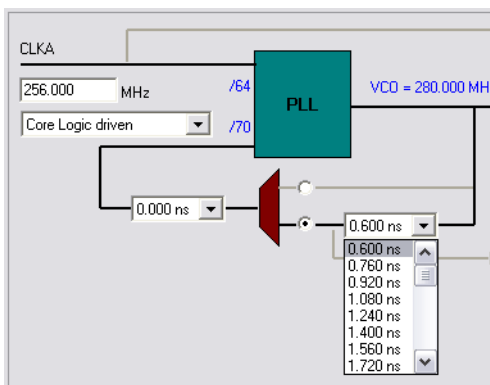 CLKA
256.000 MHz
/64
PLL
VCO = 280.000 MH
Core Logic driven
/70
0.000 ns
0.600 ns
0.600 ns
0.760 ns
0.920 ns
1.080 ns
1.240 ns
1.400 ns
1.560 ns
1.720 ns